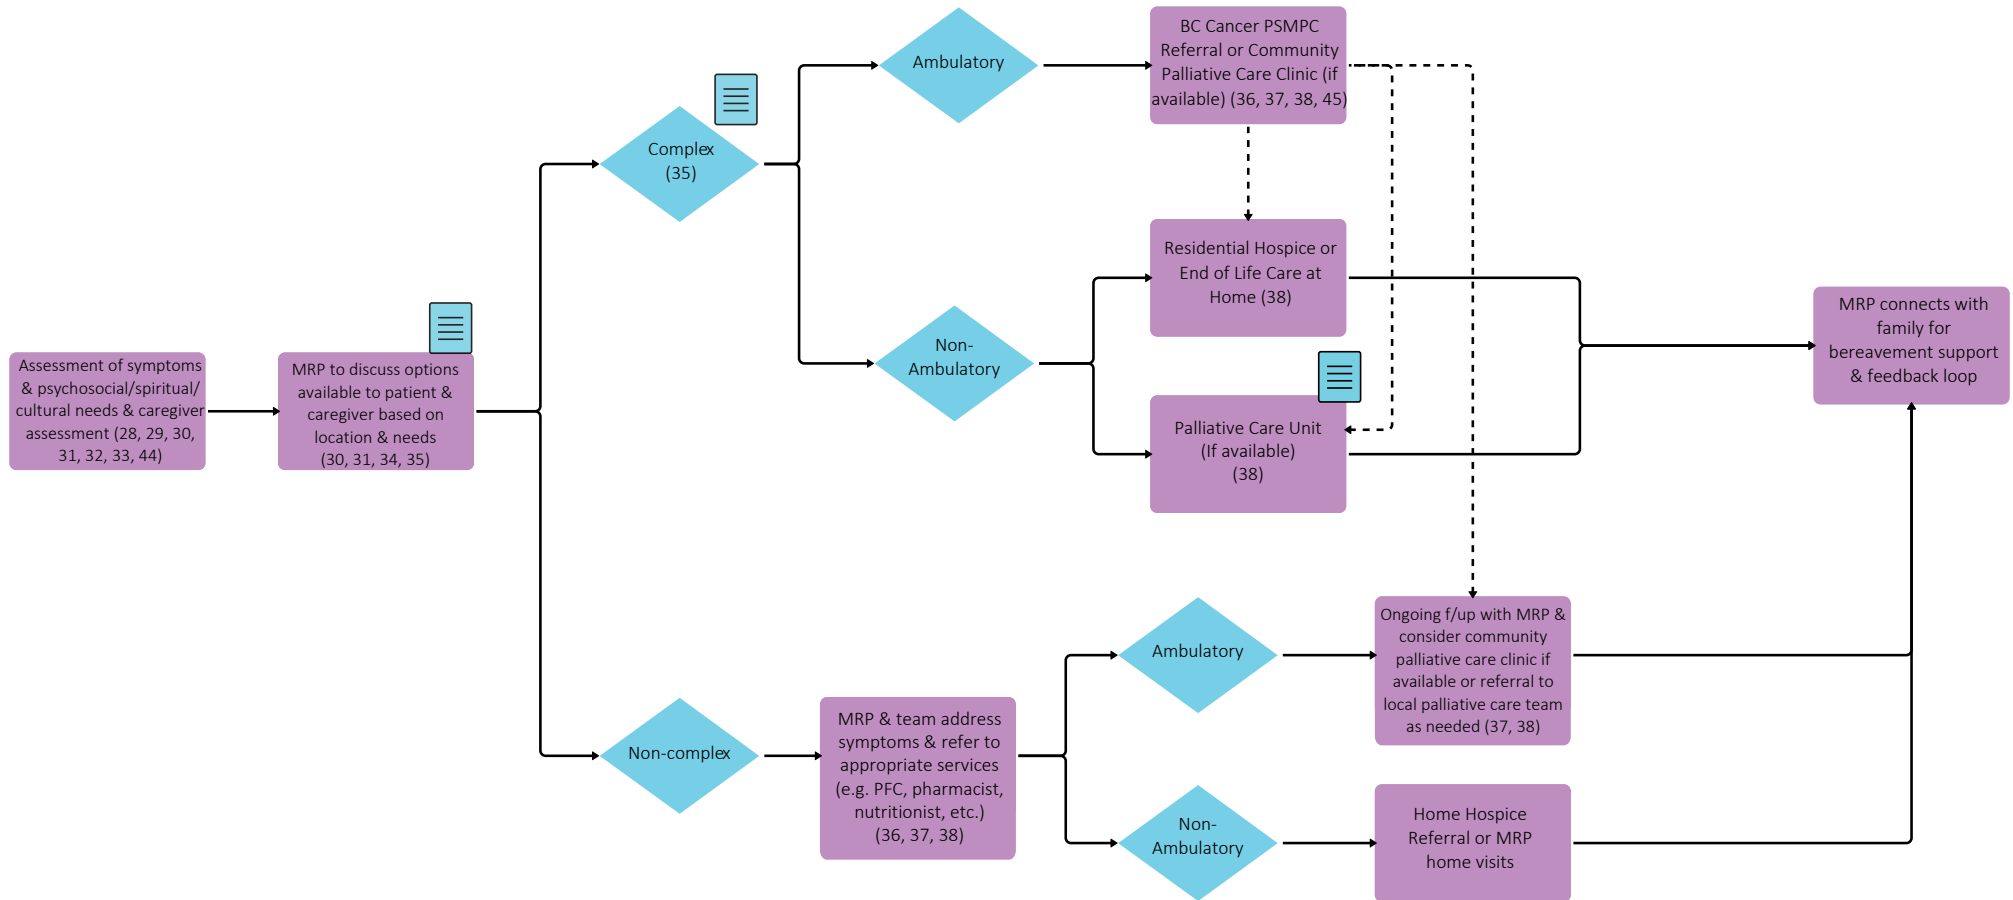 Assessment of symptoms
& psychosocial/spiritual/
cultural needs & caregiver
assessment (28, 29, 30,
31, 32, 33, 44)
MRP to discuss options
available to patient &
caregiver based on
location & needs
(30, 31, 34, 35)
Complex
(35)
Ambulatory
BC Cancer PSMPC
Referral or Community
Palliative Care Clinic (if
available) (36, 37, 38, 45)
Non-
Ambulatory
Residential Hospice or
End of Life Care at
Home (38)
Palliative Care Unit
(If available)
(38)
Non-complex
MRP & team address
symptoms & refer to
appropriate services
(e.g. PFC, pharmacist,
nutritionist, etc.)
(36, 37, 38)
Ambulatory
Ongoing f/up with MRP &
consider community
palliative care clinic if
available or referral to
local palliative care team
as needed (37, 38)
Non-
Ambulatory
Home Hospice
Referral or MRP
home visits
MRP connects with
family for
bereavement support
& feedback loop